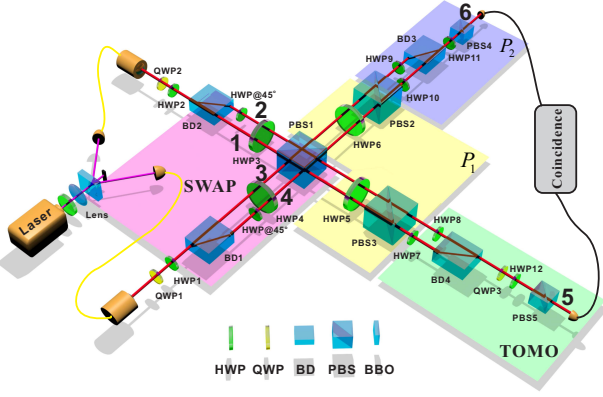 6
BD3
PBS4
HWP9
HWP11
P2
QWP2
HWP2
HWP@45°
BD2
2
PBS1
HWP10
PBS2
HWP6
1
HWP3
P1
Coincidence
SWAP
3
4
Laser
Lens
HWP4
HWP@45°
HWP5
PBS3
HWP8
HWP7
BD1
HWP1
QWP1
BD4
HWP12
QWP3
5
PBS5
TOMO
HWP QWP BD PBS BBO